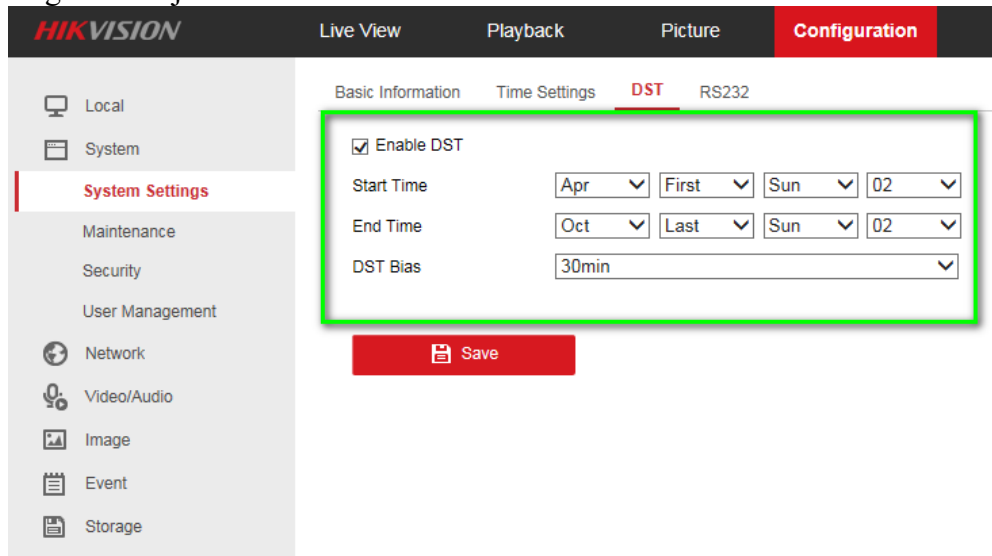 HIKVISION Live View Playback Picture Configuration
Basic Information Time Settings DST RS232
Local
System
System Settings
Maintenance
Security
User Management
Network
Video/Audio
Image
Event
Storage
Enable DST
Start Time Apr First Sun 02
End Time Oct Last Sun 02
DST Bias 30min
Save